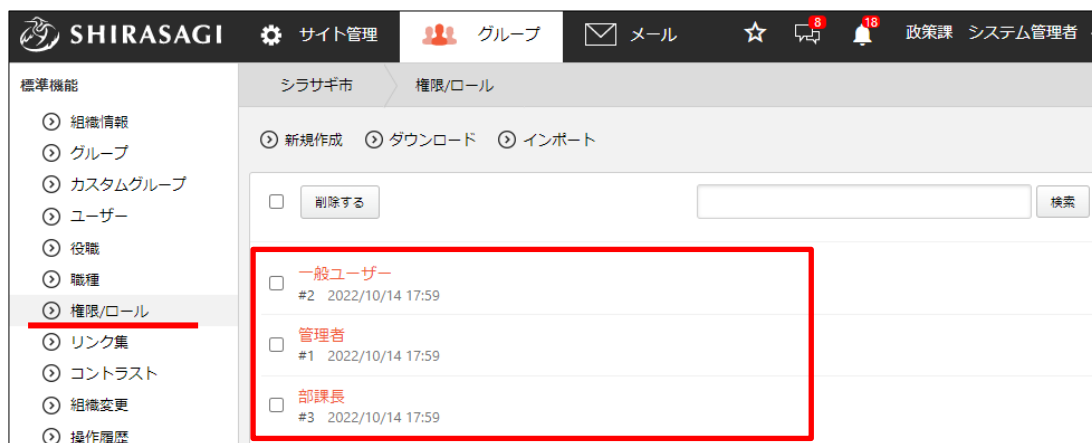 SHIRASAGI サイト管理 グループ メール 8 18 政策課 システム管理者
標準機能
シラサギ市 権限/ロール
組織情報
グループ
カスタムグループ
ユーザー
役職
職種
権限/ロール
リンク集
コントラスト
組織変更
操作履歴
新規作成 ダウンロード インポート
削除する 検索
一般ユーザー
#2 2022/10/14 17:59
管理者
#1 2022/10/14 17:59
部課長
#3 2022/10/14 17:59